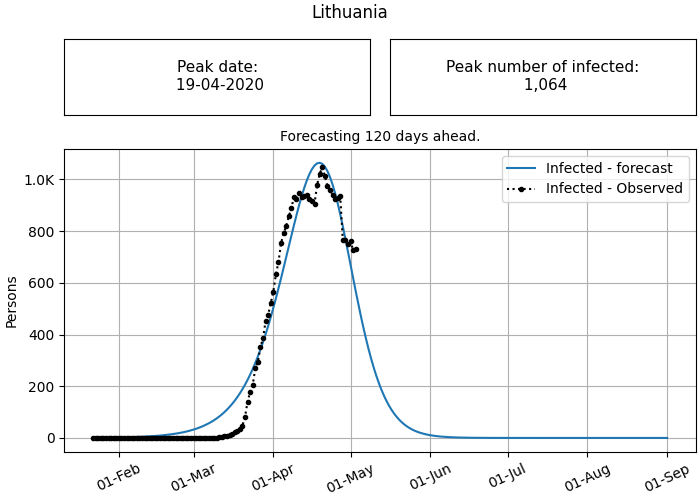 Lithuania
Peak date:
19-04-2020
Peak number of infected:
1,064
Forecasting 120 days ahead.
Infected - forecast
Infected - Observed
1.0K
800
600
400
200
0
Persons
01-Feb
01-Mar
01-Apr
01-May
01-Jun
01-Jul
01-Aug
01-Sep